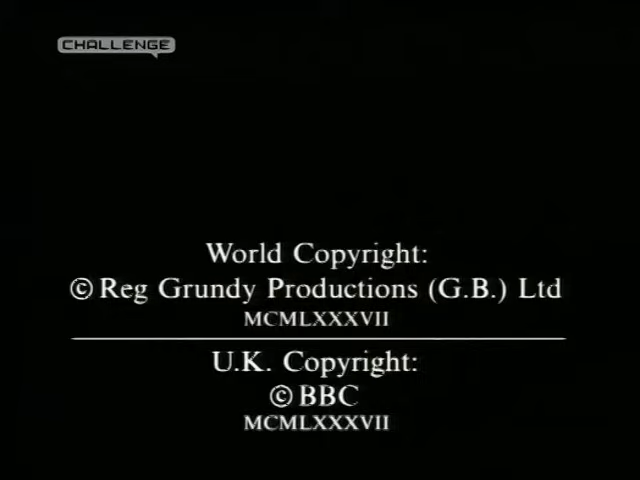 CHALLENGE
World Copyright:
© Reg Grundy Productions (G.B.) Ltd
MCMLXXXVII
U.K. Copyright:
© BBC
MCMLXXXVII